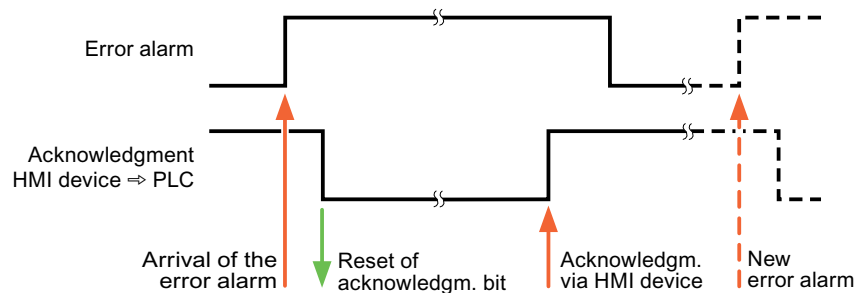 Error alarm
Acknowledgment
HMI device ⇨ PLC
Arrival of the
error alarm
Reset of
acknowledgm. bit
Acknowledgm.
via HMI device
New
error alarm